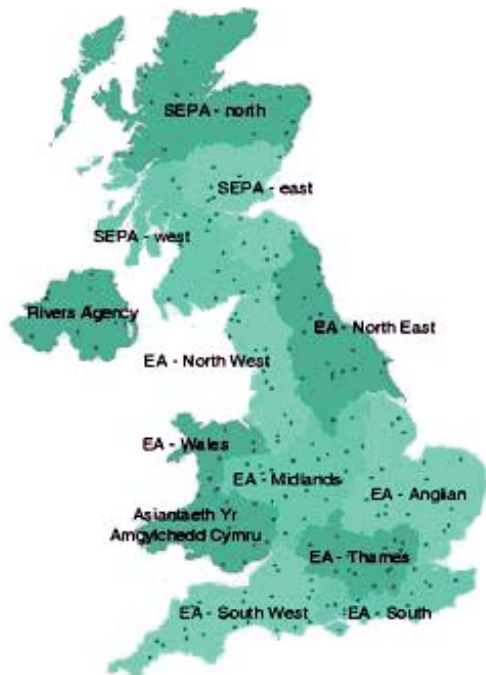 SEPA - north
SEPA - east
SEPA - west
Rivers Agency
EA - North East
EA - North West
EA - Wales
EA - Midlands
EA - Anglian
Asiantaeth Yr
Amgylchedd Cymru
EA - Thames
EA - South West
EA - South